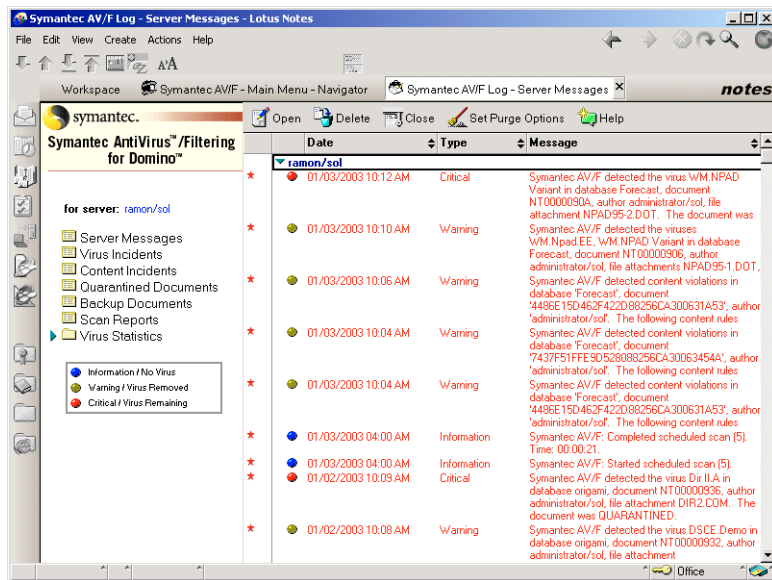 Symantec AV/F Log - Server Messages - Lotus Notes
File Edit View Create Actions Help
Workspace Symantec AV/F - Main Menu - Navigator Symantec AV/F Log - Server Messages notes
symantec.
Open Delete Close Set Purge Options Help
Symantec AntiVirus™/Filtering
for Domino™
for server: ramon/sol
Server Messages
Virus Incidents
Content Incidents
Quarantined Documents
Backup Documents
Scan Reports
Virus Statistics
Information / No Virus
Warning / Virus Removed
Critical / Virus Remaining
Date Type Message
ramon/sol
01/03/2003 10:12 AM Critical Symantec AV/F detected the virus WM.NPAD
Variant in database Forecast, document
NT0000090A, author administrator/sol, file
attachment NPAD95-2.DOT. The document was
01/03/2003 10:10 AM Warning Symantec AV/F detected the viruses
WM.Npad.EE, WM.NPAD Variant in database
Forecast, document NT00000906, author
administrator/sol, file attachments NPAD95-1.DOT,
01/03/2003 10:06 AM Warning Symantec AV/F detected content violations in
database 'Forecast', document
'4486E15D462F422D88256CA300631A53', author
'administrator/sol'. The following content rules
01/03/2003 10:04 AM Warning Symantec AV/F detected content violations in
database 'Forecast', document
'7437F51FFE9D528088256CA30063454A', author
'administrator/sol'. The following content rules
01/03/2003 10:04 AM Warning Symantec AV/F detected content violations in
database 'Forecast', document
'4486E15D462F422D88256CA300631A53', author
'administrator/sol'. The following content rules
01/03/2003 04:00 AM Information Symantec AV/F: Completed scheduled scan (5).
Time: 00:00:21.
01/03/2003 04:00 AM Information Symantec AV/F: Started scheduled scan (5).
01/02/2003 10:09 AM Critical Symantec AV/F detected the virus Dir II.A in
database origami, document NT00000936, author
administrator/sol, file attachment DIR2.COM. The
document was QUARANTINED.
01/02/2003 10:08 AM Warning Symantec AV/F detected the virus DSCE.Demo in
database origami, document NT00000932, author
administrator/sol, file attachment
Office